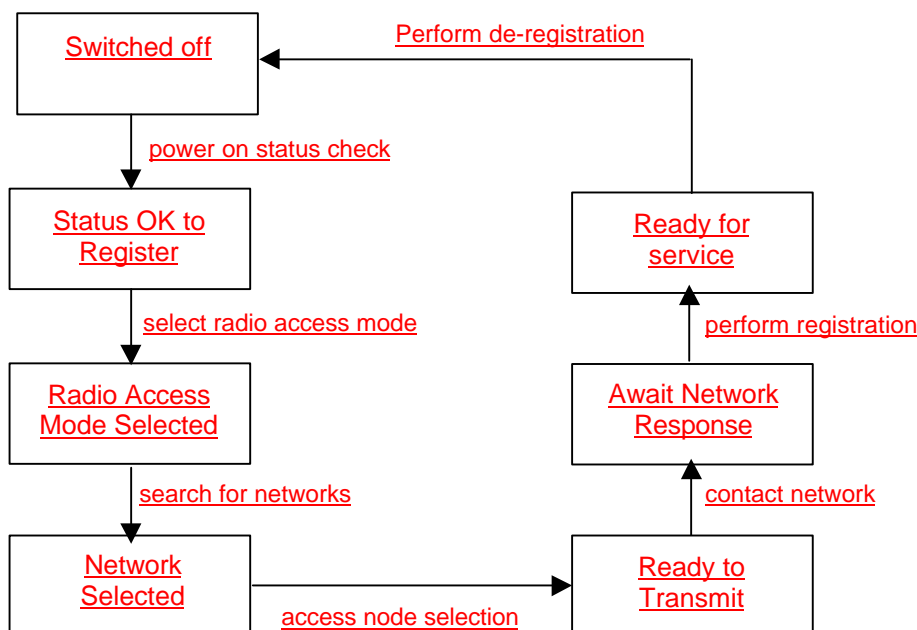 Switched off
Perform de-registration
power on status check
Status OK to
Register
Ready for
service
select radio access mode
perform registration
Radio Access
Mode Selected
Await Network
Response
search for networks
contact network
Network
Selected
access node selection
Ready to
Transmit